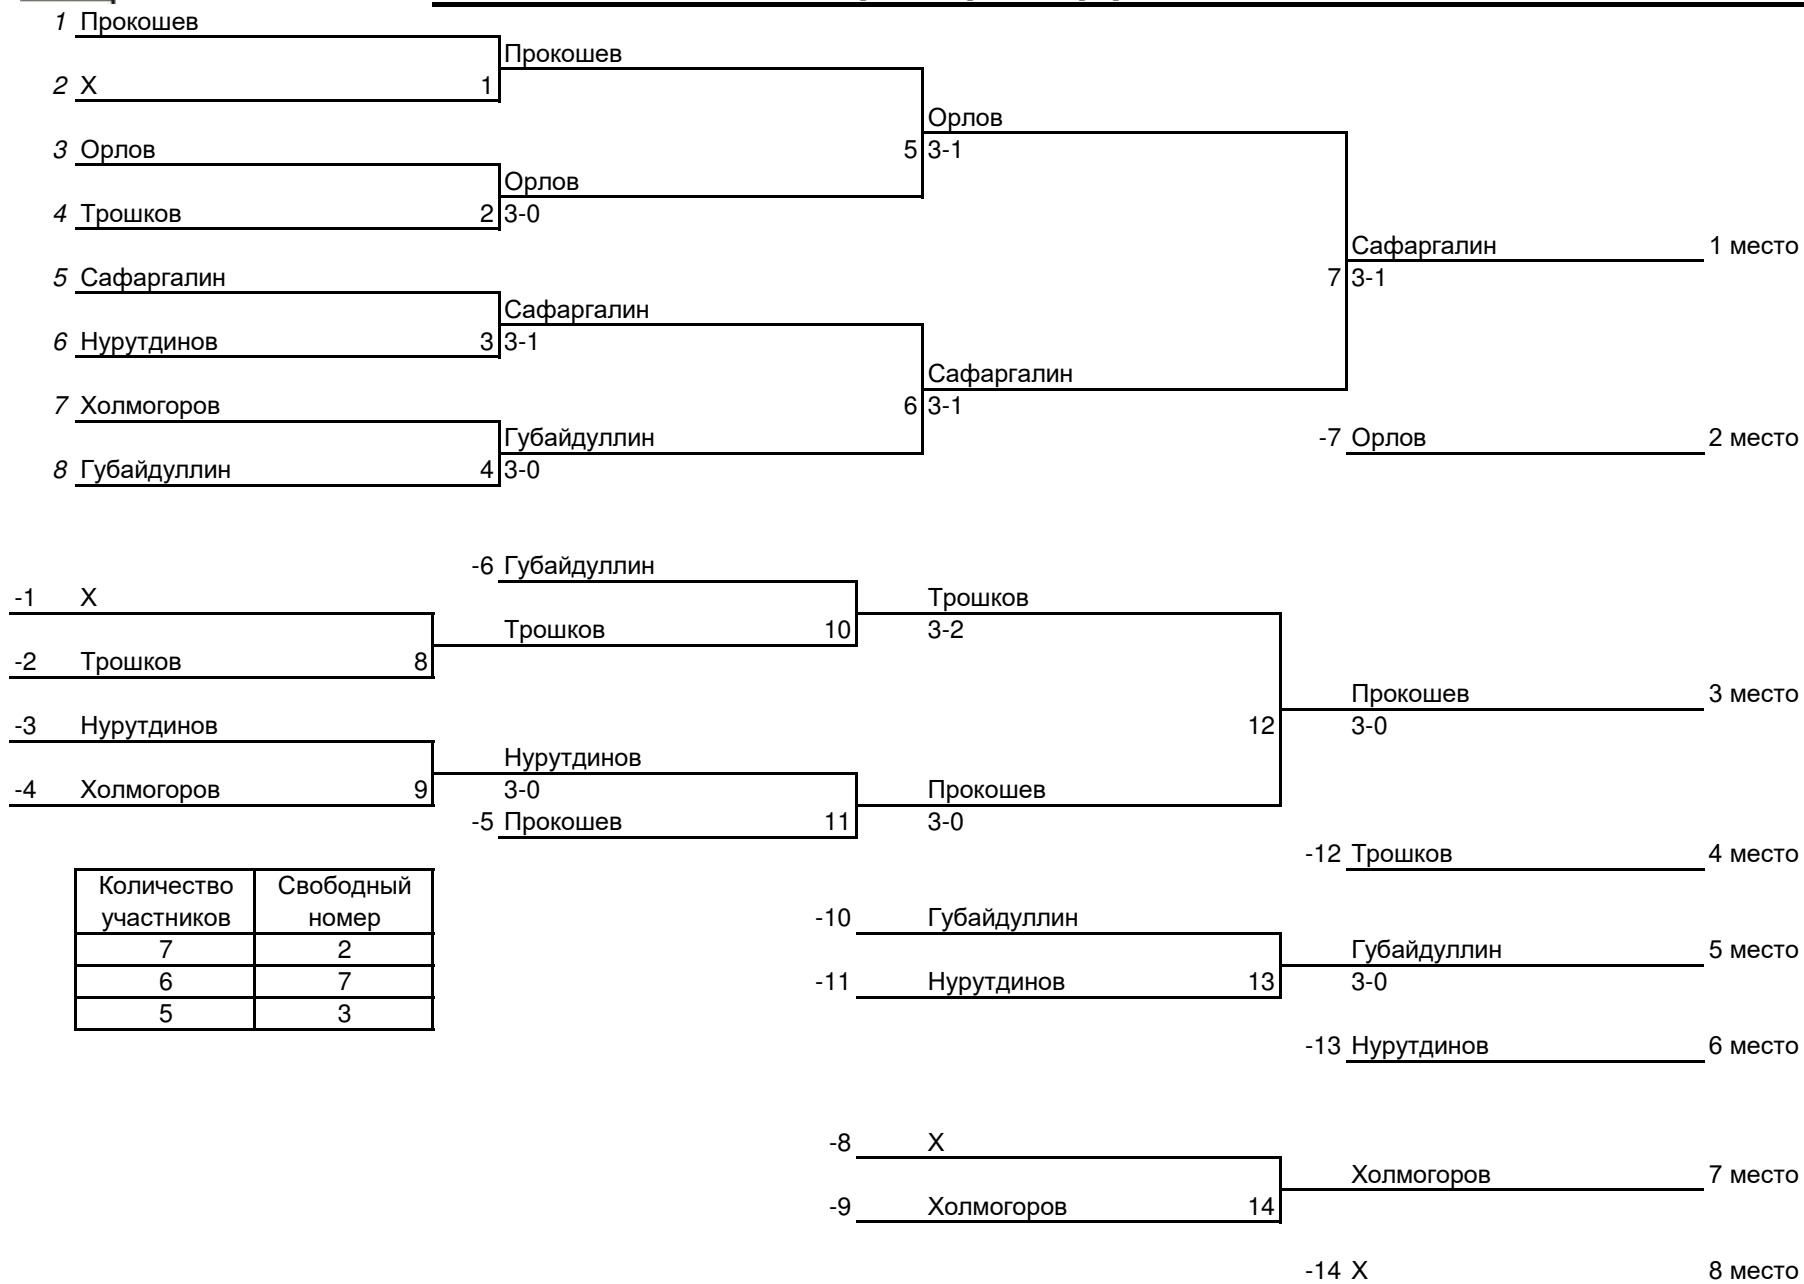 1 Прокошев
Прокошев
2 Х 1
Орлов
3 Орлов 5 3-1
Орлов
4 Трошков 2 3-0
Сафаргалин 1 место
5 Сафаргалин 7 3-1
Сафаргалин
6 Нурутдинов 3 3-1
Сафаргалин
7 Холмогоров 6 3-1
Губайдуллин -7 Орлов 2 место
8 Губайдуллин 4 3-0
-6 Губайдуллин
-1 Х Трошков
Трошков 10 3-2
-2 Трошков 8
Прокошев 3 место
-3 Нурутдинов 12 3-0
Нурутдинов
-4 Холмогоров 9 3-0 Прокошев
-5 Прокошев 11 3-0
-12 Трошков 4 место
Количество Свободный
участников номер -10 Губайдуллин
7 2 Губайдуллин 5 место
6 7 -11 Нурутдинов 13 3-0
5 3
-13 Нурутдинов 6 место
-8 Х
Холмогоров 7 место
-9 Холмогоров 14
-14 Х 8 место